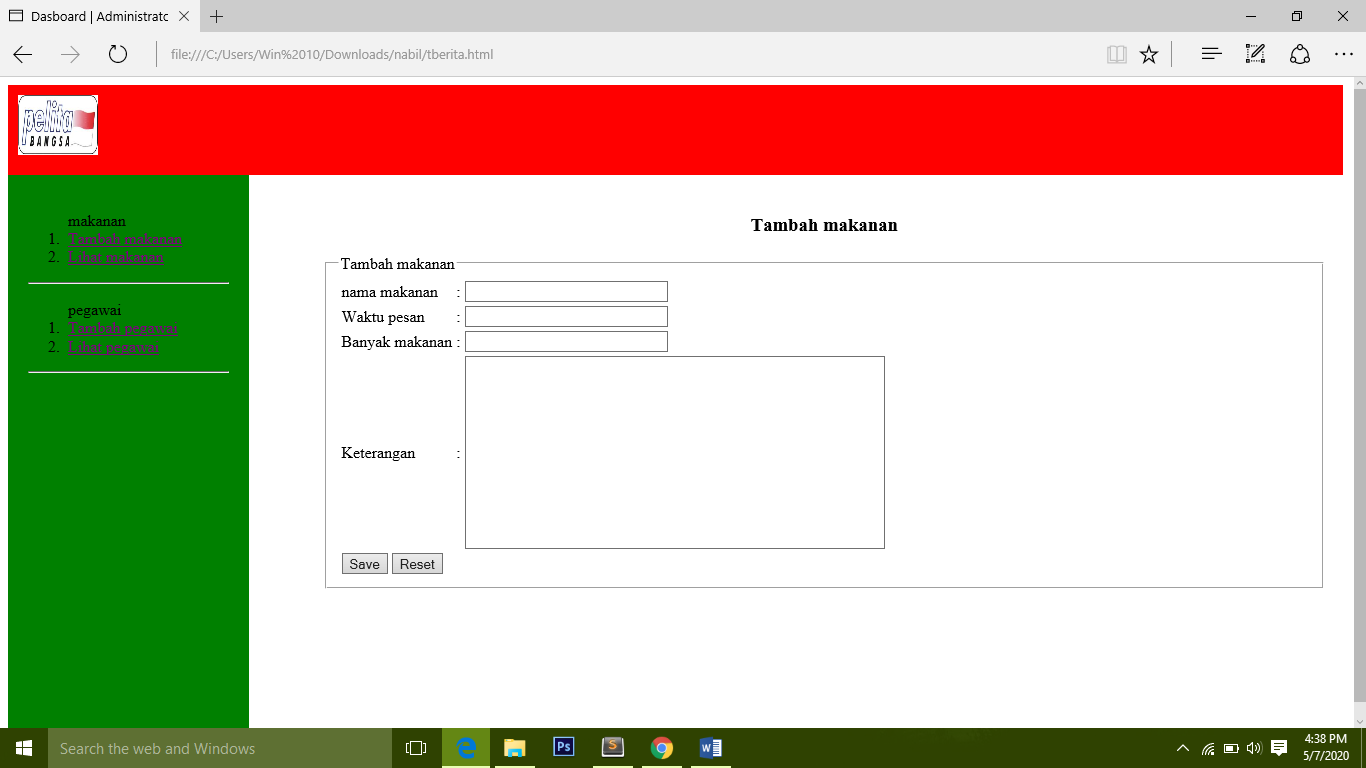 Dasboard | Administratc
file:///C:/Users/Win%2010/Downloads/nabil/tberita.html
pelita
BANGSA
makanan
1. Tambah makanan
2. Lihat makanan
pegawai
1. Tambah pegawai
2. Lihat pegawai
Tambah makanan
Tambah makanan
nama makanan :
Waktu pesan :
Banyak makanan :
Keterangan :
Save Reset
Search the web and Windows
Ps
S
W
4:38 PM
5/7/2020